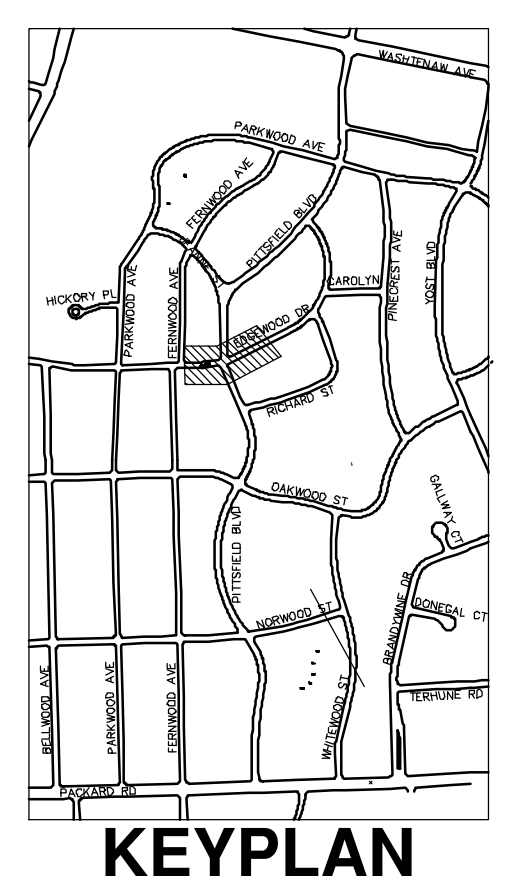 WASHTENAW AVE
PARKWOOD AVE
FERNWOOD AVE
PITTSFIELD BLVD
CAROLYN
PINECREST AVE
YOST BLVD
HICKORY PL
PARKWOOD AVE
FERNWOOD AVE
EDGEWOOD DR
RICHARD ST
OAKWOOD ST
GALLWAY CT
PITTSFIELD BLVD
NORWOOD ST
BRANDYWINE DR
DONEGAL CT
BELLWOOD AVE
PARKWOOD AVE
FERNWOOD AVE
WHITEWOOD ST
TERHUNE RD
PACKARD RD
KEYPLAN